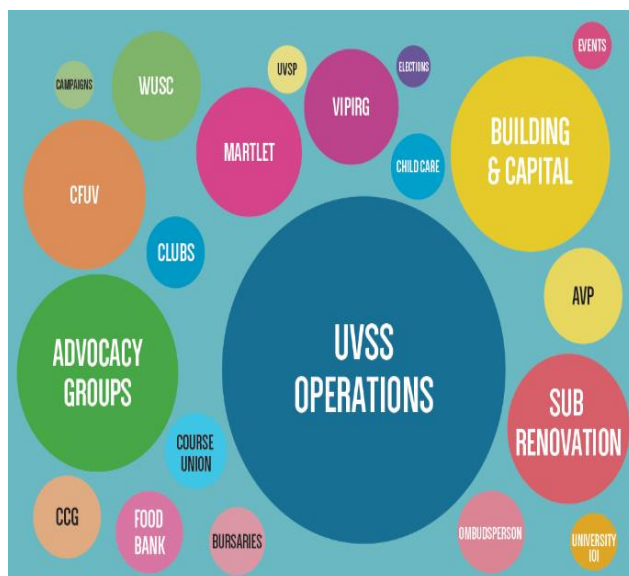 EVENTS
CAMPAIGNS
WUSC
UVSP
ELECTIONS
VIPIRG
MARTLET
BUILDING
& CAPITAL
CHILD CARE
CFUV
CLUBS
AVP
ADVOCACY
GROUPS
UVSS
OPERATIONS
SUB
RENOVATION
COURSE
UNION
CCG
FOOD
BANK
BURSARIES
OMBUDSPERSON
UNIVERSITY
101